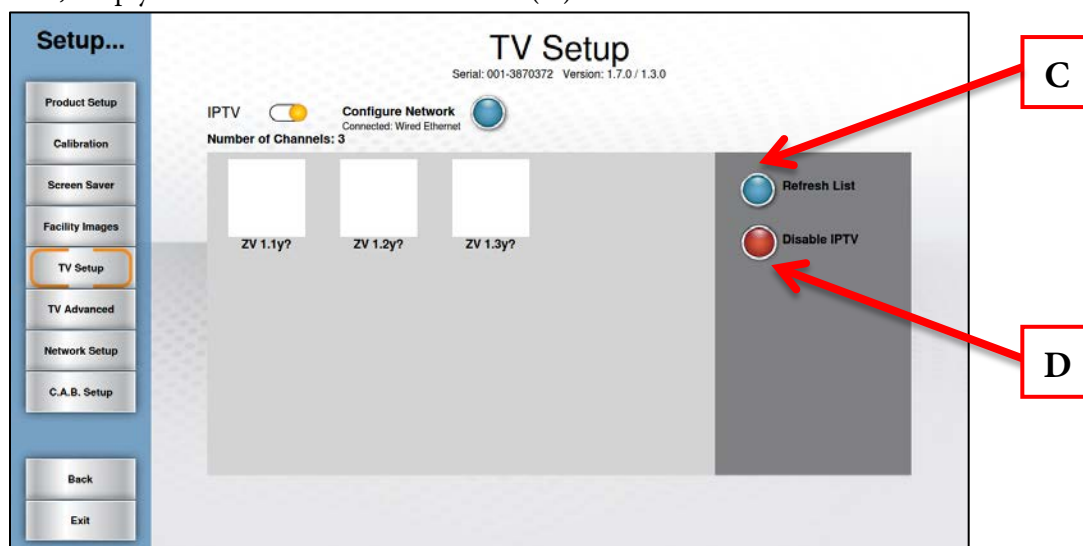 Setup...
TV Setup
Serial: 001-3870372 Version: 1.7.0 / 1.3.0
C
Product Setup
IPTV
Configure Network
Connected: Wired Ethernet
Number of Channels: 3
Calibration
Screen Saver
Refresh List
Facility Images
ZV 1.1y? ZV 1.2y? ZV 1.3y?
Disable IPTV
TV Setup
TV Advanced
Network Setup
D
C.A.B. Setup
Back
Exit